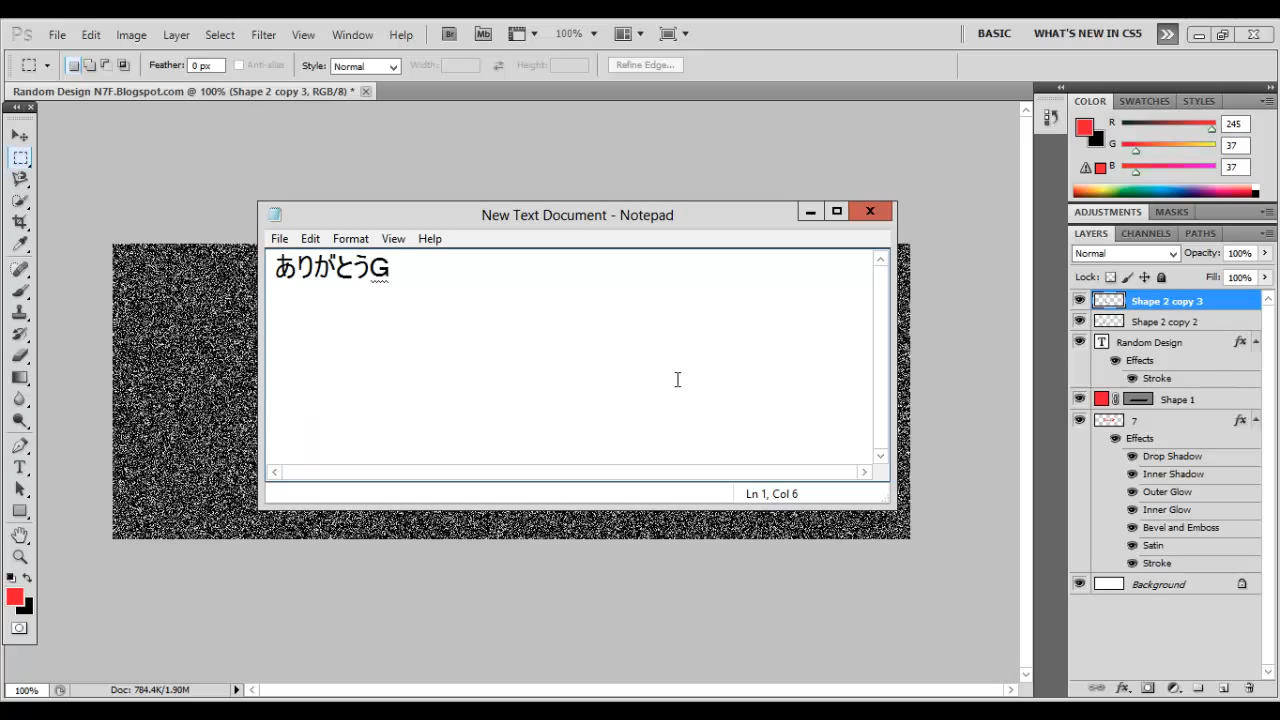 Ps File Edit Image Layer Select Filter View Window Help Br Mb 100% BASIC WHAT'S NEW IN CS5
Feather: 0 px Anti-alias Style: Normal Width: Height: Refine Edge...
Random Design N7F.Blogspot.com @ 100% (Shape 2 copy 3, RGB/8) *
COLOR SWATCHES STYLES
R 245
G 37
B 37
ADJUSTMENTS MASKS
LAYERS CHANNELS PATHS
Normal Opacity: 100%
Lock: Fill: 100%
Shape 2 copy 3
Shape 2 copy 2
T Random Design fx
Effects
Stroke
Shape 1
7 fx
Effects
Drop Shadow
Inner Shadow
Outer Glow
Inner Glow
Bevel and Emboss
Satin
Stroke
Background
New Text Document - Notepad
File Edit Format View Help
ありがとうG
Ln 1, Col 6
100% Doc: 784.4K/1.90M